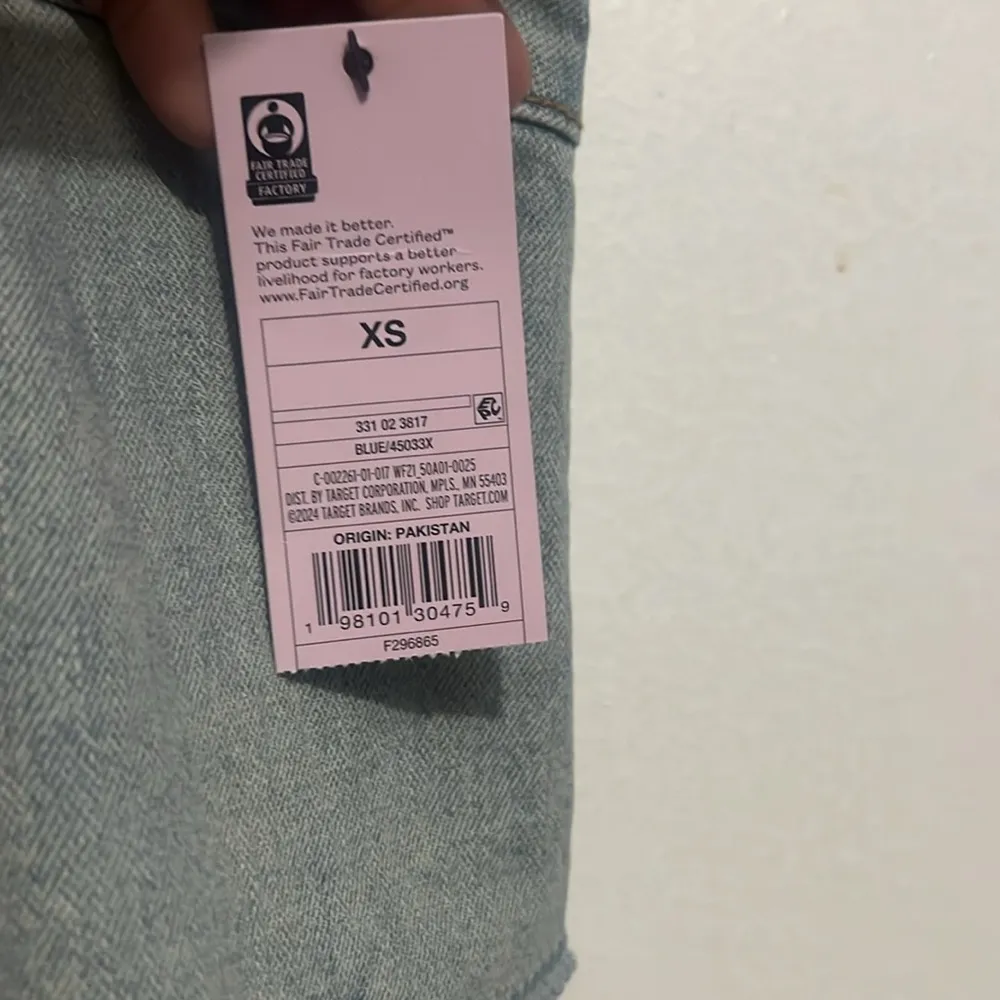 FAIR TRADE
CERTIFIED
FACTORY
We made it better.
This Fair Trade Certified™
product supports a better
livelihood for factory workers.
www.FairTradeCertified.org
XS
331 02 3817
BLUE/45033X
C-002261-01-017 WF21_50A01-0025
DIST. BY TARGET CORPORATION, MPLS., MN 55403
©2024 TARGET BRANDS, INC. SHOP TARGET.COM
ORIGIN: PAKISTAN
1 98101 30475 9
F296865